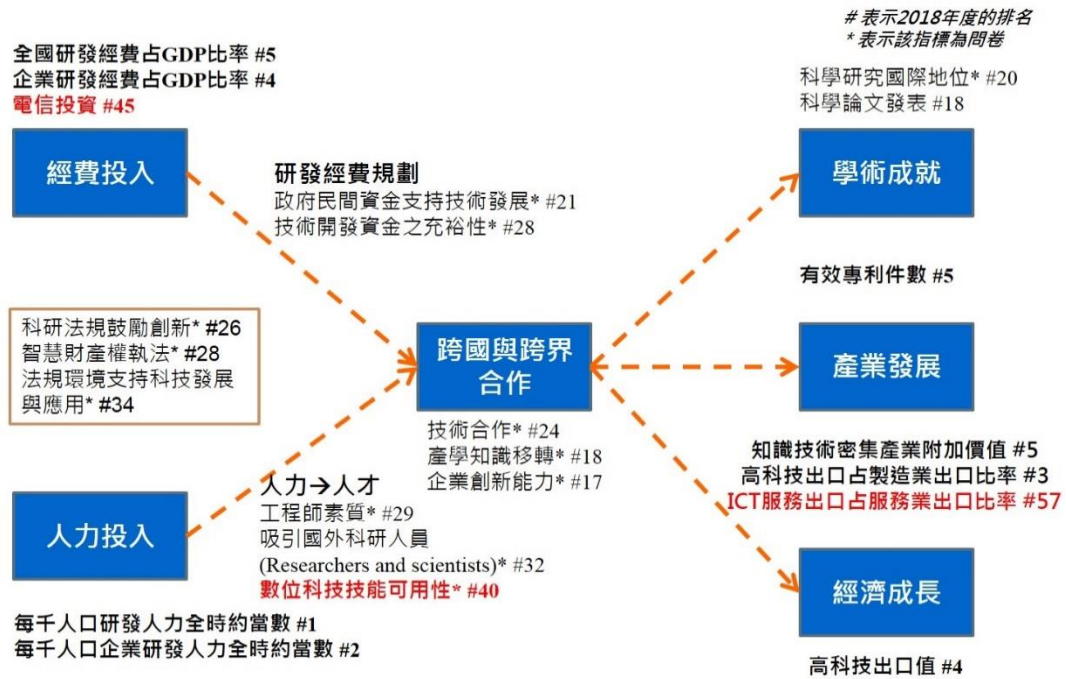 # 表示2018年度的排名
* 表示該指標為問卷
全國研發經費占GDP比率 #5
企業研發經費占GDP比率 #4
電信投資 #45
經費投入
研發經費規劃
政府民間資金支持技術發展* #21
技術開發資金之充裕性* #28
科學研究國際地位* #20
科學論文發表 #18
學術成就
科研法規鼓勵創新* #26
智慧財產權執法* #28
法規環境支持科技發展
與應用* #34
跨國與跨界
合作
技術合作* #24
產學知識移轉* #18
企業創新能力* #17
有效專利件數 #5
產業發展
知識技術密集產業附加價值 #5
高科技出口占製造業出口比率 #3
ICT服務出口占服務業出口比率 #57
人力投入
人力→人才
工程師素質* #29
吸引國外科研人員
(Researchers and scientists)* #32
數位科技技能可用性* #40
每千人口研發人力全時約當數 #1
每千人口企業研發人力全時約當數 #2
經濟成長
高科技出口值 #4